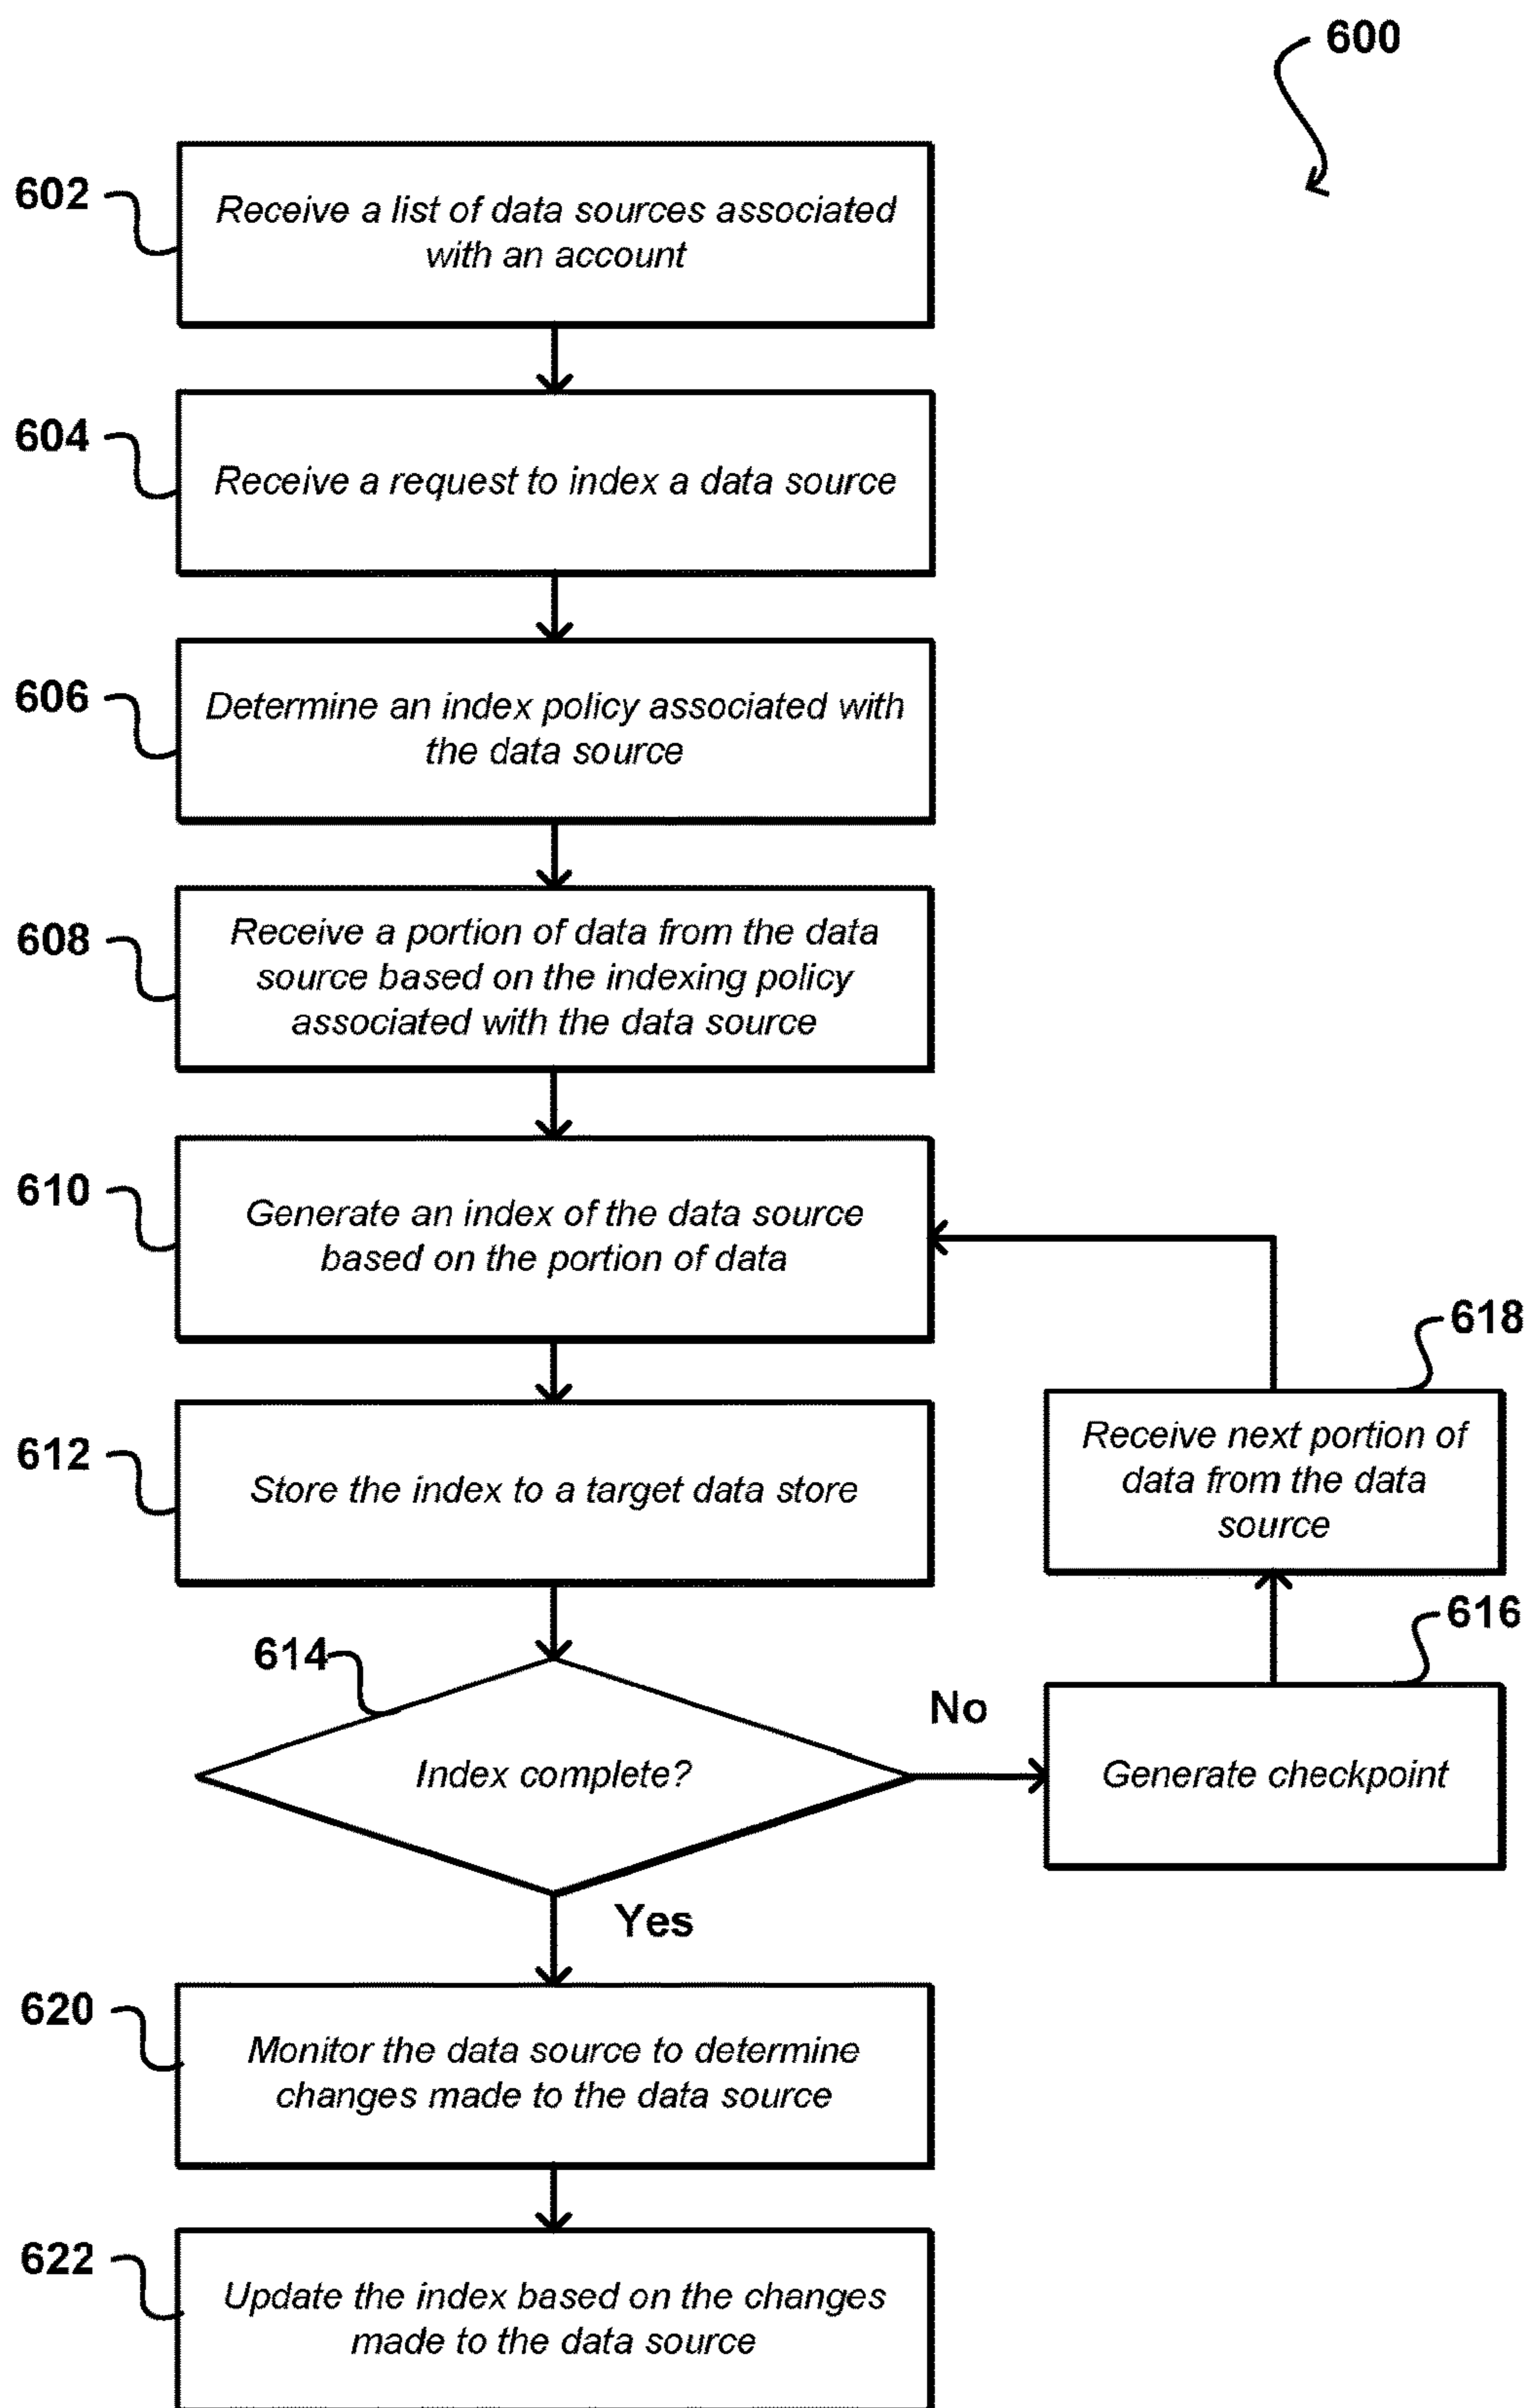 600
602
Receive a list of data sources associated
with an account
604
Receive a request to index a data source
606
Determine an index policy associated with
the data source
608
Receive a portion of data from the data
source based on the indexing policy
associated with the data source
610
Generate an index of the data source
based on the portion of data
618
Receive next portion of
data from the data
source
612
Store the index to a target data store
616
Generate checkpoint
614
Index complete?
No
Yes
620
Monitor the data source to determine
changes made to the data source
622
Update the index based on the changes
made to the data source